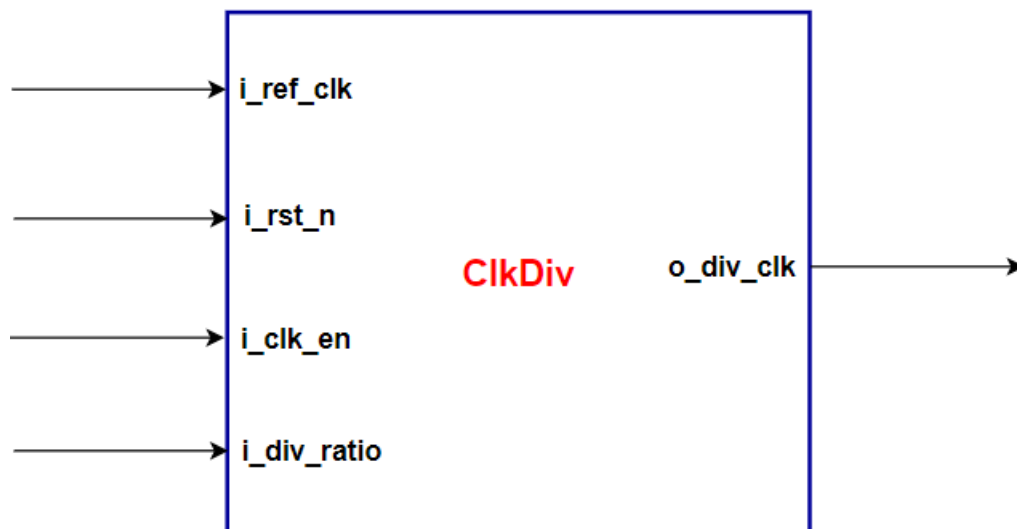 i_ref_clk
i_rst_n
ClkDiv
o_div_clk
i_clk_en
i_div_ratio